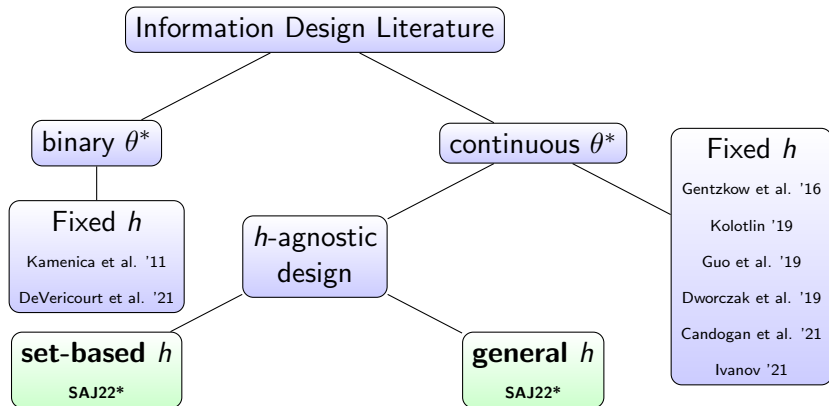 Information Design Literature
binary θ*
continuous θ*
Fixed h
Kamenica et al. '11
DeVericourt et al. '21
h-agnostic
design
Fixed h
Gentzkow et al. '16
Kolotlin '19
Guo et al. '19
Dworczak et al. '19
Candogan et al. '21
Ivanov '21
set-based h
SAJ22*
general h
SAJ22*